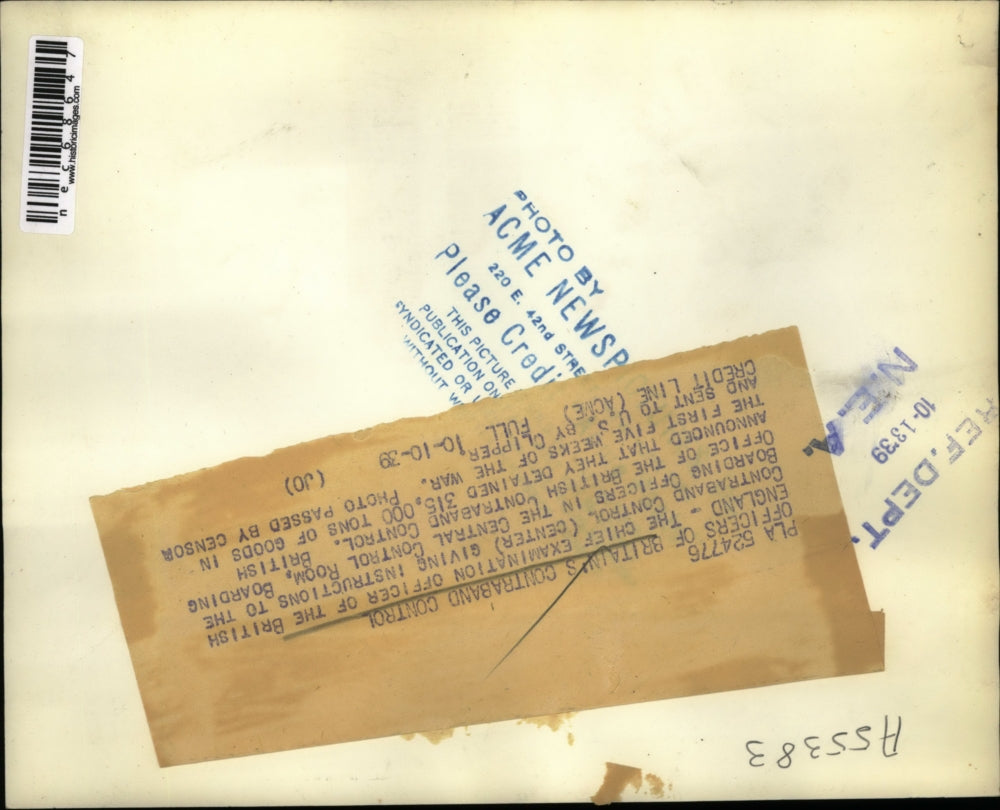 necc68647
www.historicimages.com
PHOTO BY
ACME NEWSP
220 E. 42nd STRE
Please Credi
THIS PICTURE
PUBLICATION ON
SYNDICATED OR
WITHOUT W
N.E.A.
10-1339
REF. DEPT.
PLA 524776
OFFICERS OF BRITAIN'S CONTRABAND CONTROL
ENGLAND - THE CHIEF EXAMINATION OFFICER OF THE BRITISH
CONTRABAND CONTROL (CENTER) GIVING INSTRUCTIONS TO THE
BOARDING OFFICERS IN THE CENTRAL CONTROL ROOM. BOARDING
OFFICE OF THE BRITISH CONTRABAND CONTROL. BRITISH
ANNOUNCED THAT THEY DETAINED 315,000 TONS OF GOODS IN
THE FIRST FIVE WEEKS OF THE WAR. PHOTO PASSED BY CENSOR
AND SENT TO U.S. BY CLIPPER.
CREDIT LINE (ACME) FULL 10-10-39 (JO)
A55383